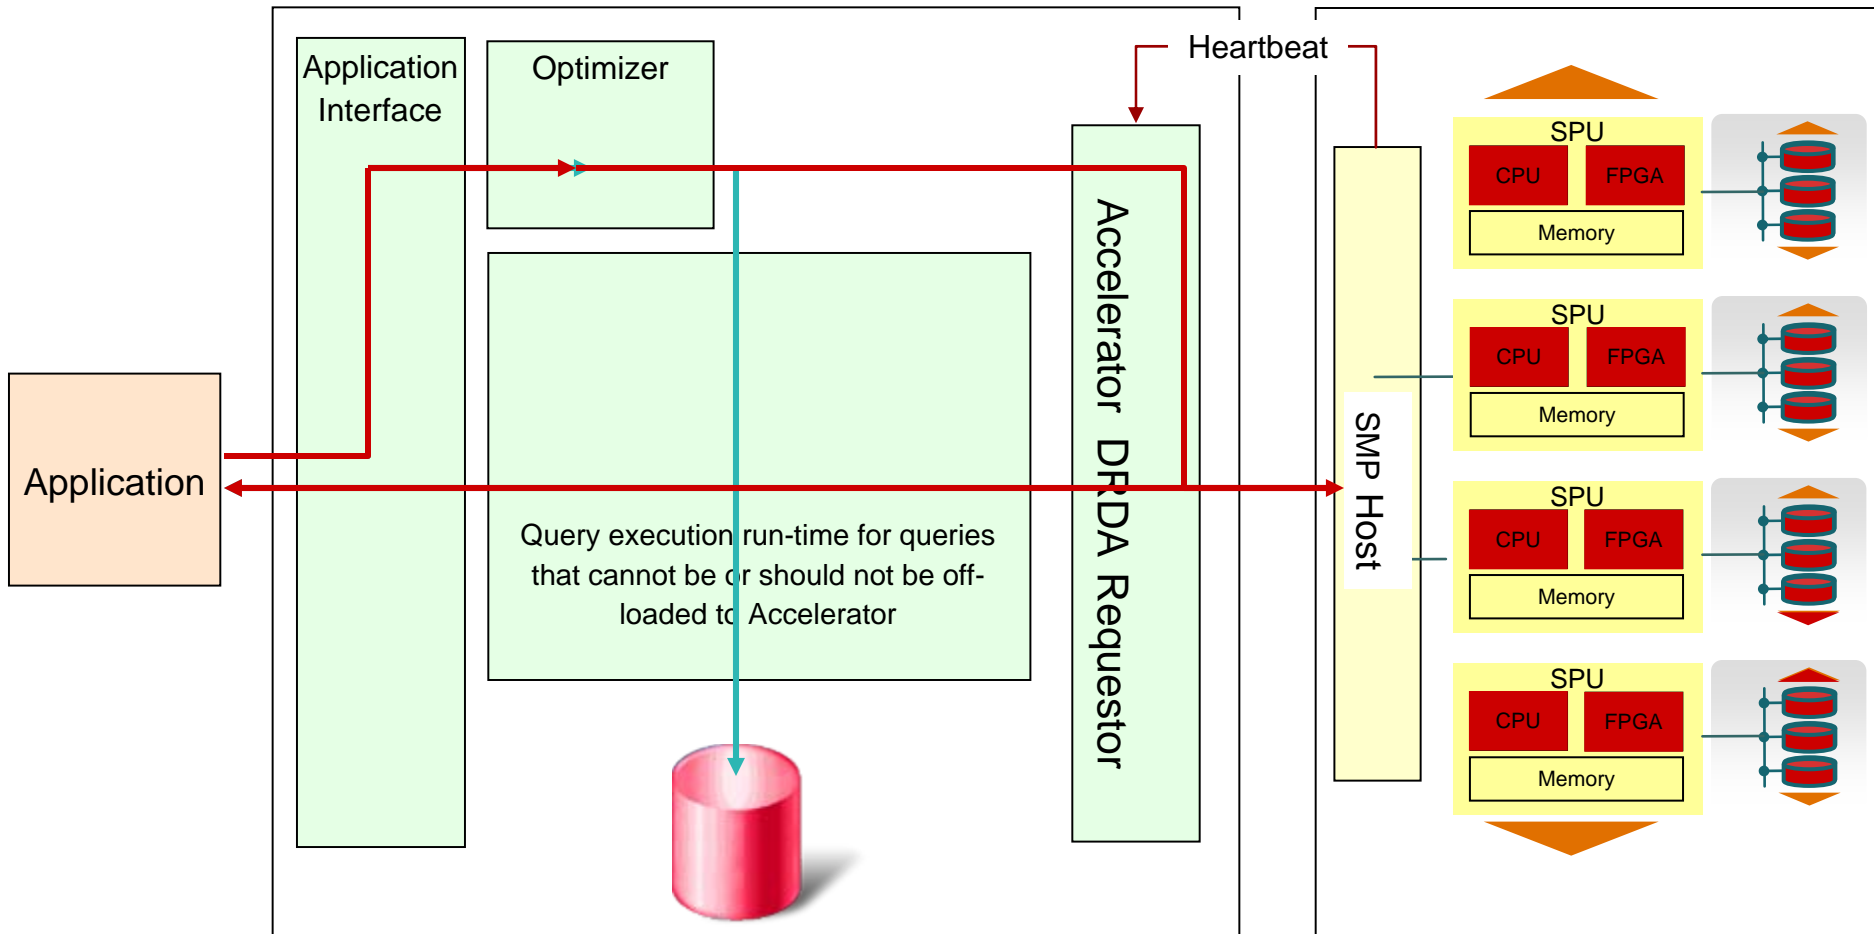 Application
Application
Interface
Optimizer
Query execution run-time for queries
that cannot be or should not be off-
loaded to Accelerator
Accelerator DRDA Requestor
Heartbeat
SMP Host
SPU
CPU
FPGA
Memory
SPU
CPU
FPGA
Memory
SPU
CPU
FPGA
Memory
SPU
CPU
FPGA
Memory